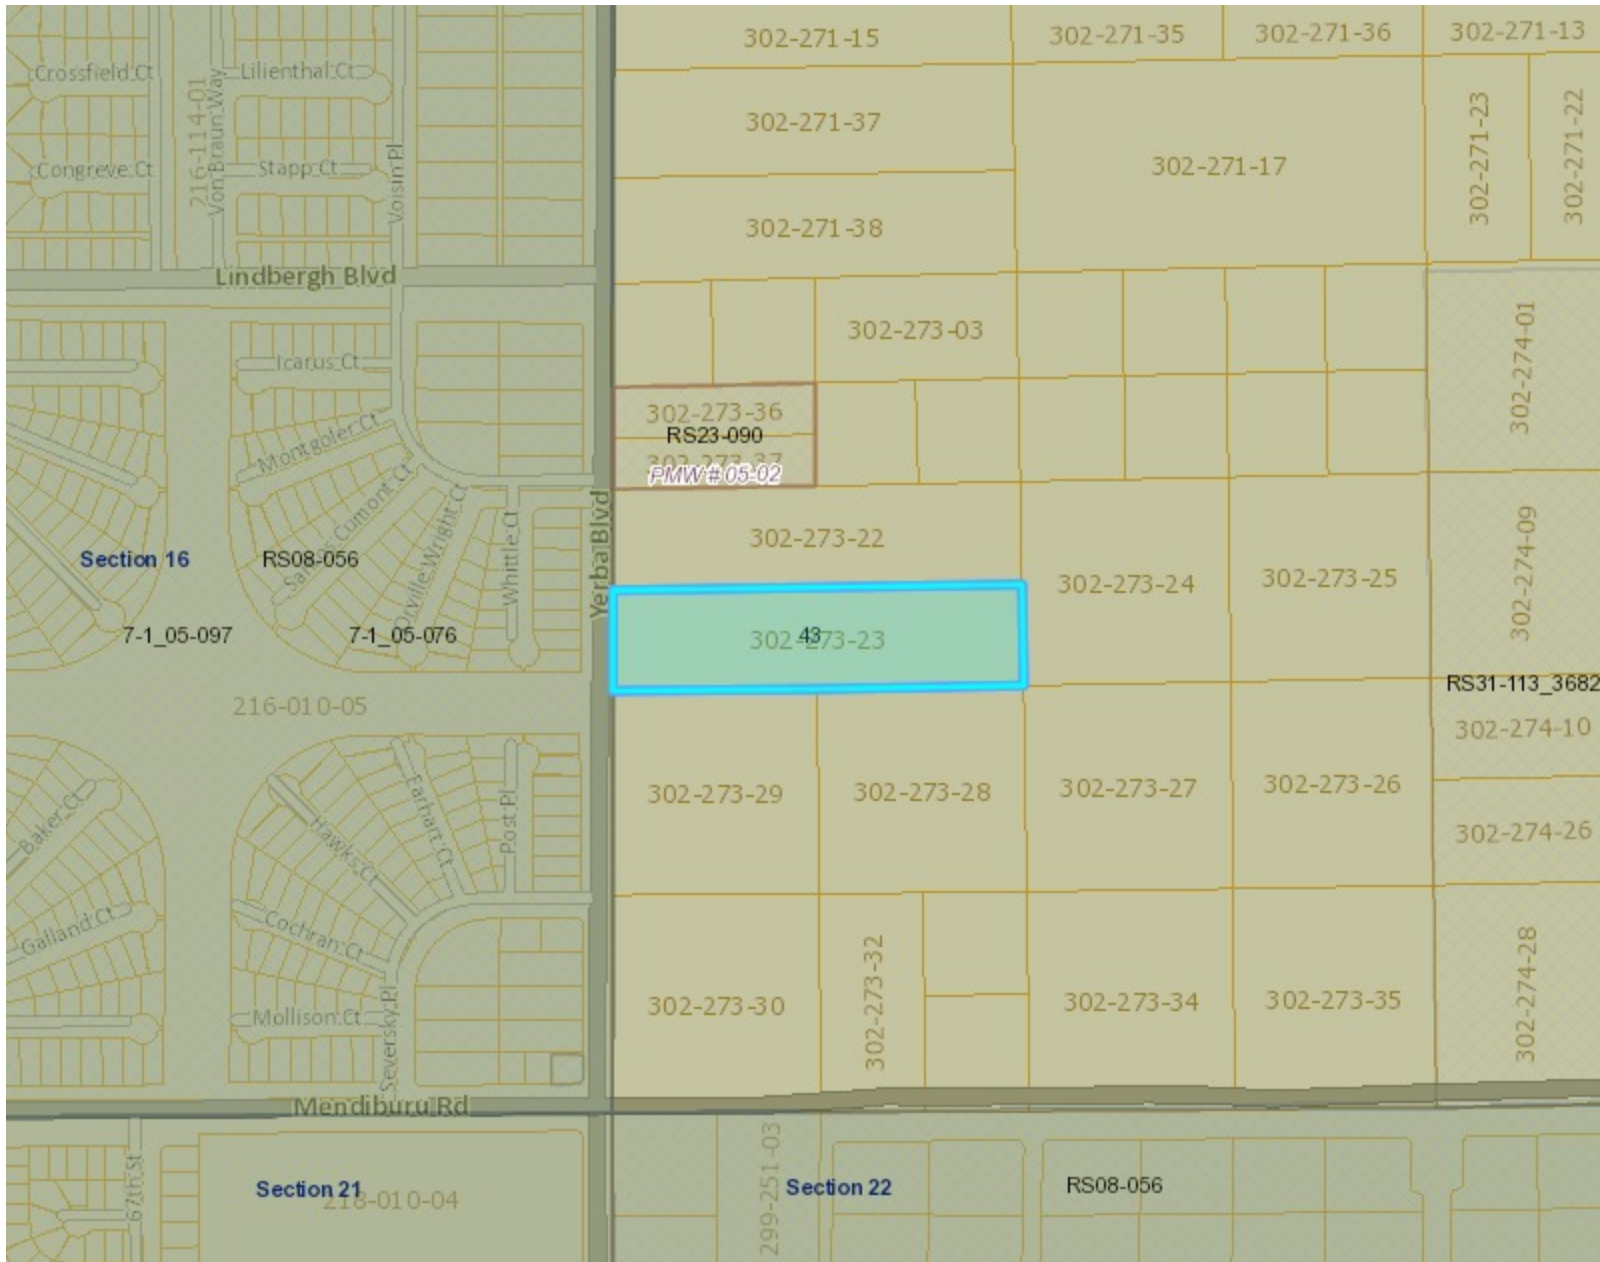 302-271-15
302-271-35
302-271-36
302-271-13
Crossfield Ct
Lilienthal Ct
216-114-01
Von Braun Way
302-271-37
302-271-23
302-271-22
Congreve Ct
Stapp Ct
Voisin Pl
302-271-17
302-271-38
Lindbergh Blvd
302-273-03
302-274-01
Icarus Ct
302-273-36
RS23-090
302-273-37
PMW # 05-02
Montgoler Ct
Cumont Ct
Orville Wright Ct
Whittle Ct
Yerba Blvd
302-273-22
Section 16
RS08-056
302-273-24
302-273-25
302-274-09
7-1_05-097
7-1_05-076
302-273-23
43
RS31-113_3682
216-010-05
302-274-10
302-273-29
302-273-28
302-273-27
302-273-26
302-274-26
Baker Ct
Hawks Ct
Earhart Ct
Post Pl
Galland Ct
Cochran Ct
302-273-30
302-273-32
302-273-34
302-273-35
302-274-28
Mollison Ct
Seversky Pl
Mendiburu Rd
67th St
Section 21
218-010-04
299-251-03
Section 22
RS08-056